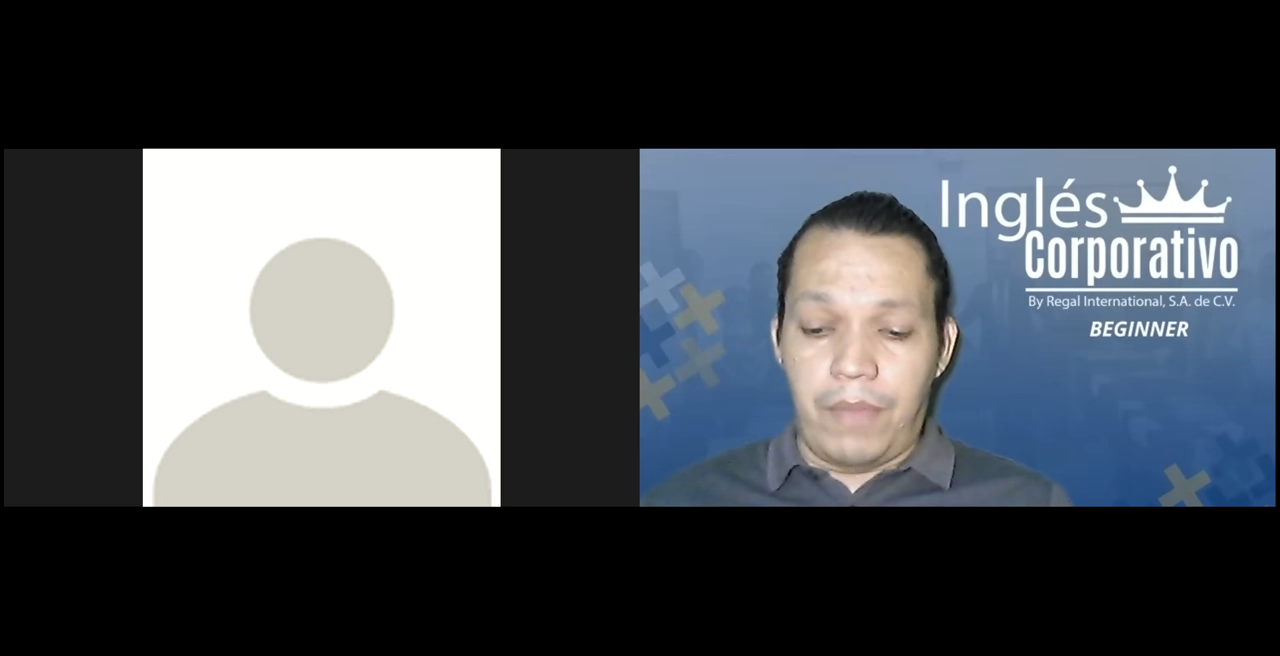 Inglés
Corporativo
By Regal International, S.A. de C.V.
BEGINNER